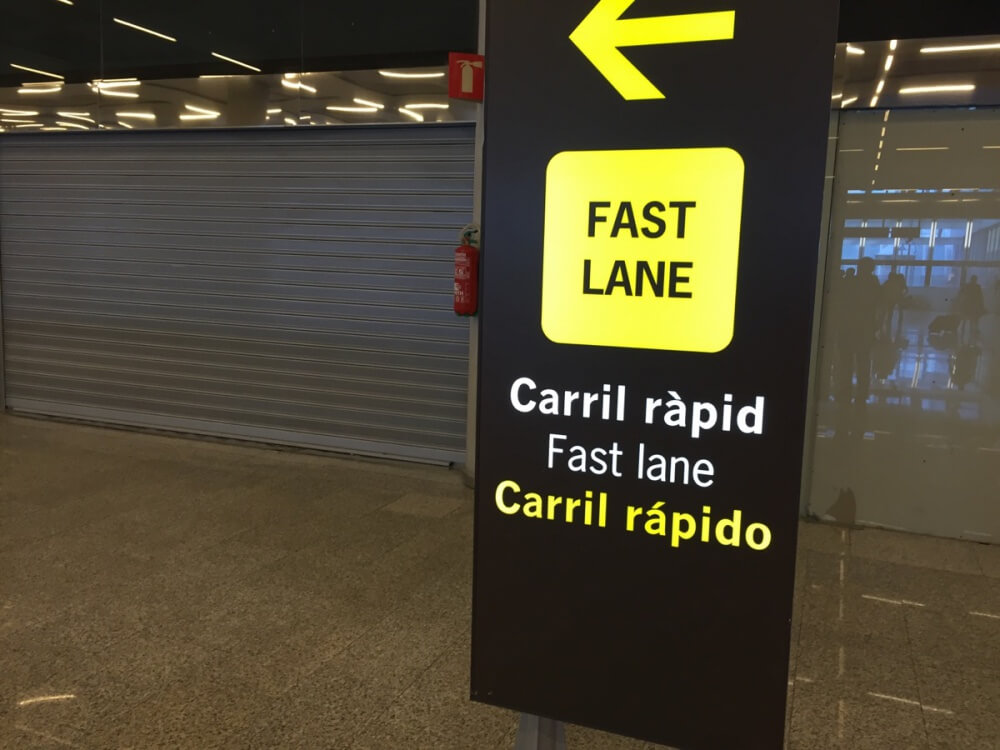 FAST
LANE
Carril ràpid
Fast lane
Carril rápido